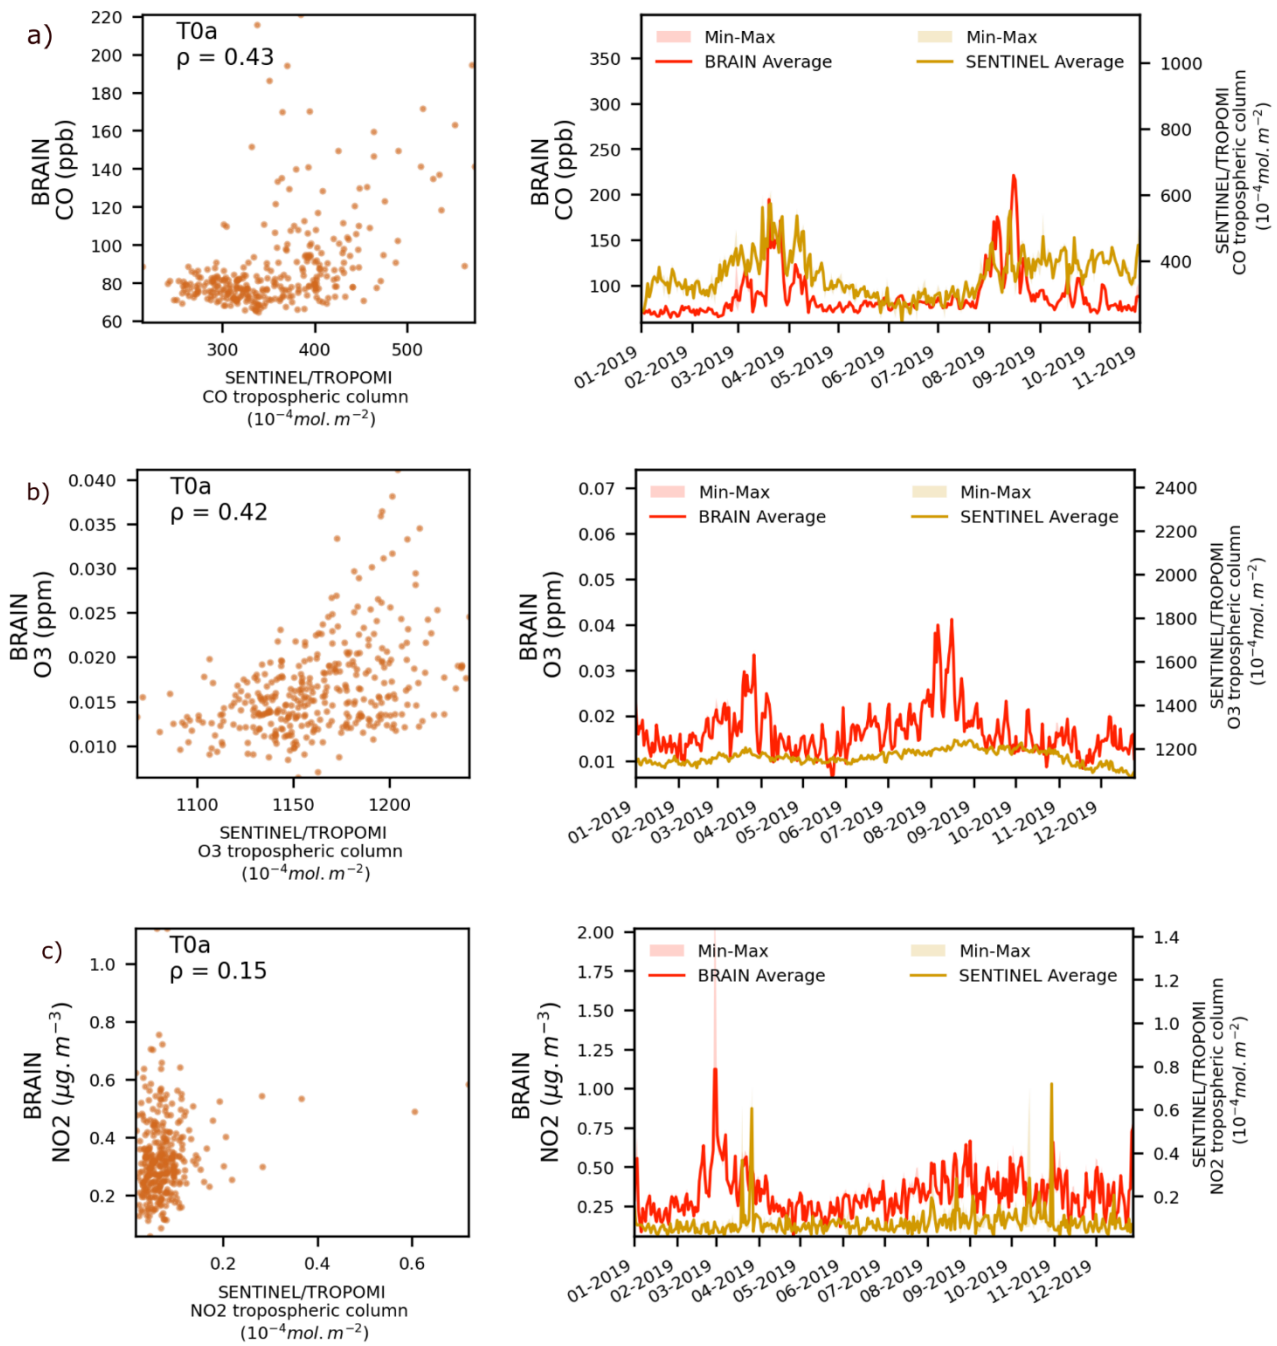 a)
T0a
ρ = 0.43
BRAIN
CO (ppb)
220
200
180
160
140
120
100
80
60
300 400 500
SENTINEL/TROPOMI
CO tropospheric column
(10⁻⁴mol.m⁻²)
Min-Max
BRAIN Average
Min-Max
SENTINEL Average
BRAIN
CO (ppb)
350
300
250
200
150
100
1000
800
600
400
SENTINEL/TROPOMI
CO tropospheric column
(10⁻⁴mol.m⁻²)
01-2019 02-2019 03-2019 04-2019 05-2019 06-2019 07-2019 08-2019 09-2019 10-2019 11-2019
b)
T0a
ρ = 0.42
BRAIN
O3 (ppm)
0.040
0.035
0.030
0.025
0.020
0.015
0.010
1100 1150 1200
SENTINEL/TROPOMI
O3 tropospheric column
(10⁻⁴mol.m⁻²)
Min-Max
BRAIN Average
Min-Max
SENTINEL Average
BRAIN
O3 (ppm)
0.07
0.06
0.05
0.04
0.03
0.02
0.01
2400
2200
2000
1800
1600
1400
1200
SENTINEL/TROPOMI
O3 tropospheric column
(10⁻⁴mol.m⁻²)
01-2019 02-2019 03-2019 04-2019 05-2019 06-2019 07-2019 08-2019 09-2019 10-2019 11-2019 12-2019
c)
T0a
ρ = 0.15
BRAIN
NO2 (μg.m⁻³)
1.0
0.8
0.6
0.4
0.2
0.2 0.4 0.6
SENTINEL/TROPOMI
NO2 tropospheric column
(10⁻⁴mol.m⁻²)
Min-Max
BRAIN Average
Min-Max
SENTINEL Average
BRAIN
NO2 (μg.m⁻³)
2.00
1.75
1.50
1.25
1.00
0.75
0.50
0.25
1.4
1.2
1.0
0.8
0.6
0.4
0.2
SENTINEL/TROPOMI
NO2 tropospheric column
(10⁻⁴mol.m⁻²)
01-2019 02-2019 03-2019 04-2019 05-2019 06-2019 07-2019 08-2019 09-2019 10-2019 11-2019 12-2019